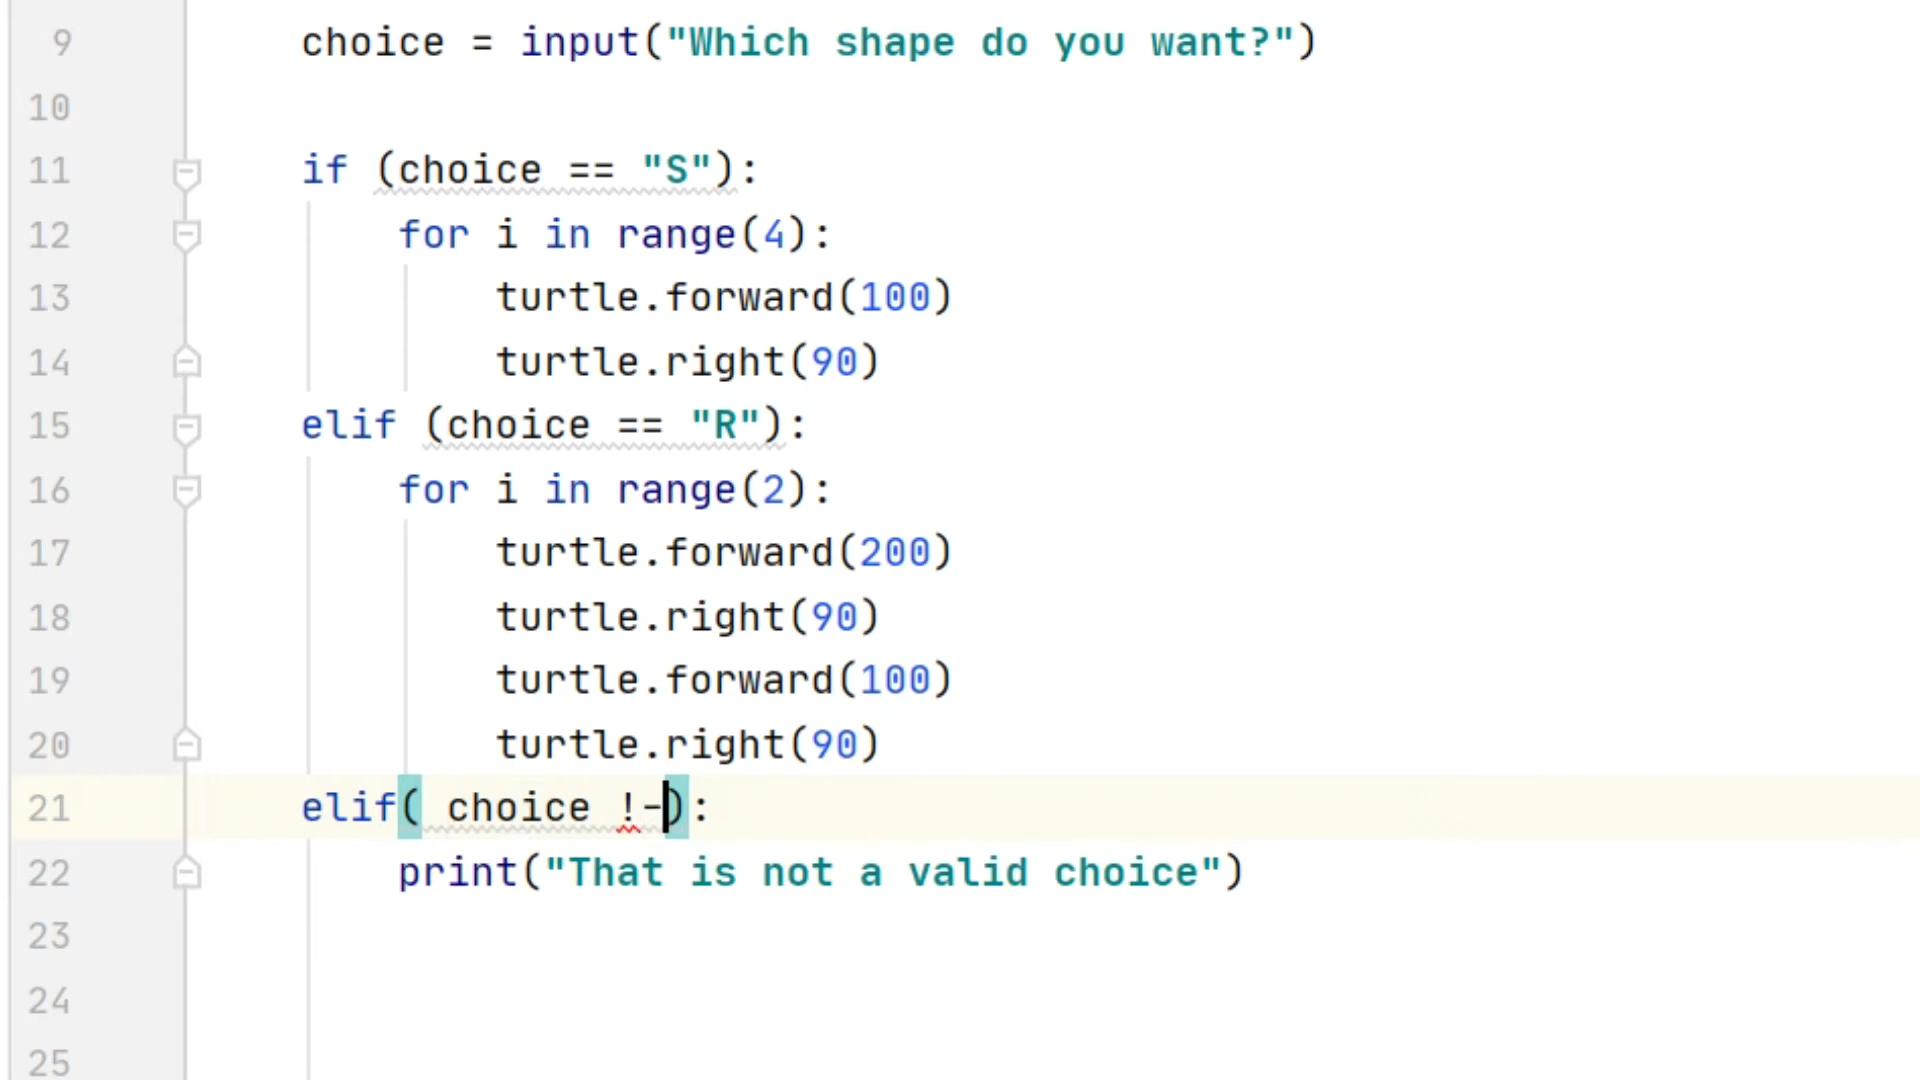 9 choice = input("Which shape do you want?")
10
11 if (choice == "S"):
12 for i in range(4):
13 turtle.forward(100)
14 turtle.right(90)
15 elif (choice == "R"):
16 for i in range(2):
17 turtle.forward(200)
18 turtle.right(90)
19 turtle.forward(100)
20 turtle.right(90)
21 elif( choice !-):
22 print("That is not a valid choice")
23
24
25